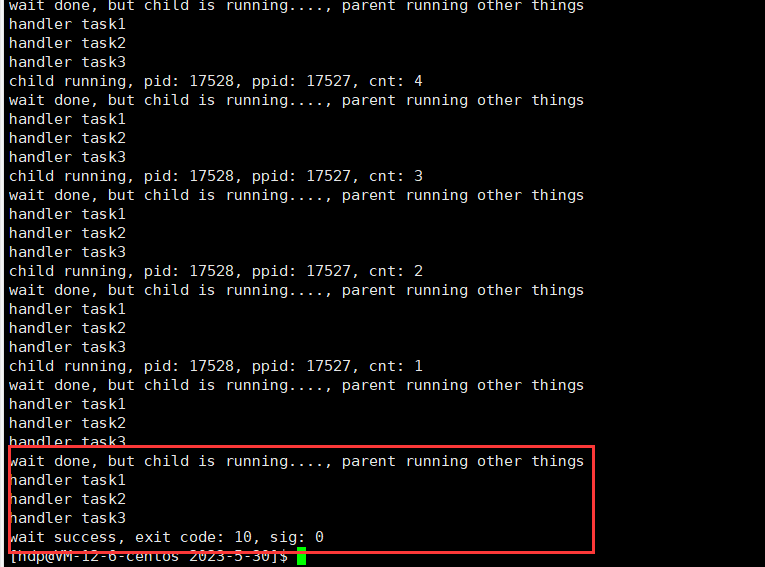 wait done, but child is running...., parent running other things
handler task1
handler task2
handler task3
child running, pid: 17528, ppid: 17527, cnt: 4
wait done, but child is running...., parent running other things
handler task1
handler task2
handler task3
child running, pid: 17528, ppid: 17527, cnt: 3
wait done, but child is running...., parent running other things
handler task1
handler task2
handler task3
child running, pid: 17528, ppid: 17527, cnt: 2
wait done, but child is running...., parent running other things
handler task1
handler task2
handler task3
child running, pid: 17528, ppid: 17527, cnt: 1
wait done, but child is running...., parent running other things
handler task1
handler task2
handler task3
wait done, but child is running...., parent running other things
handler task1
handler task2
handler task3
wait success, exit code: 10, sig: 0
[hdp@VM-12-6-centos 2023-5-30]$